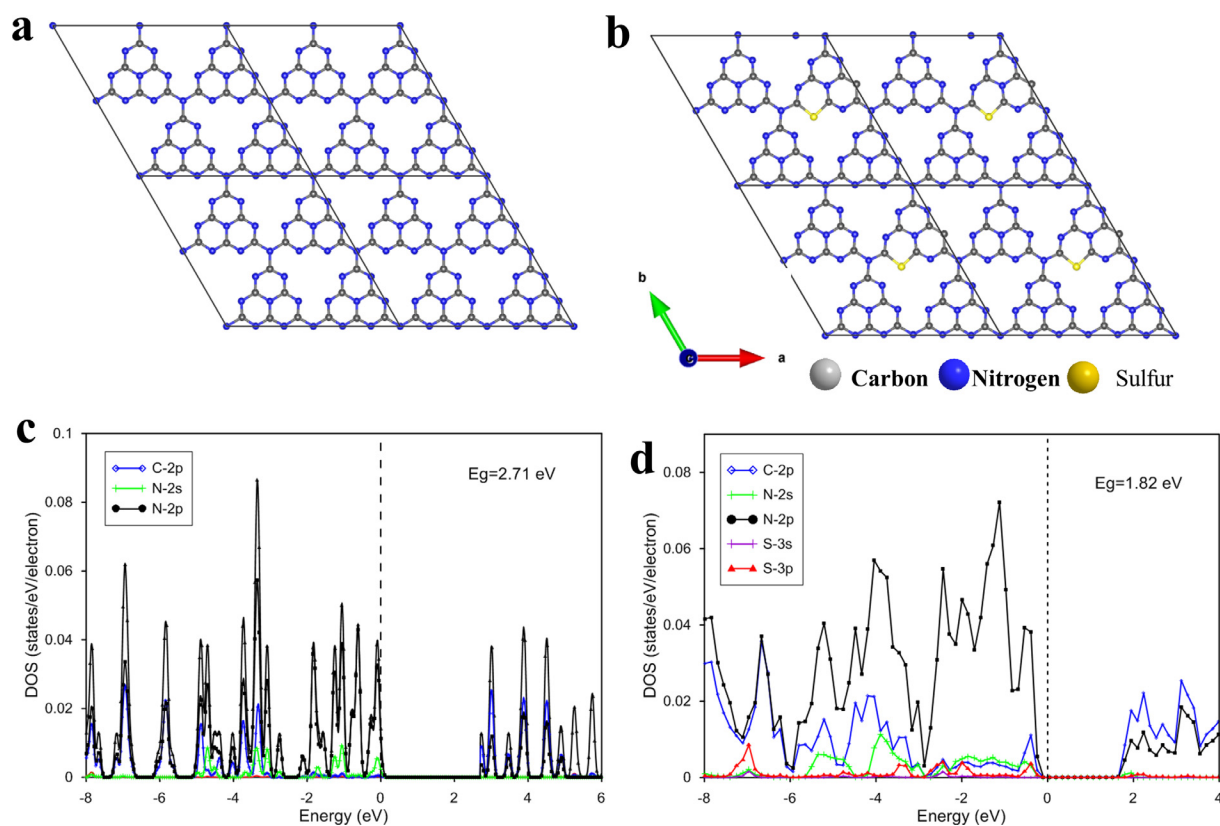 a
b
b
a
c
Carbon
Nitrogen
Sulfur
c
C-2p
N-2s
N-2p
Eg=2.71 eV
DOS (states/eV/electron)
0.1
0.08
0.06
0.04
0.02
0
-8
-6
-4
-2
0
2
4
6
Energy (eV)
d
C-2p
N-2s
N-2p
S-3s
S-3p
Eg=1.82 eV
DOS (states/eV/electron)
0.08
0.06
0.04
0.02
0
-8
-6
-4
-2
0
2
4
Energy (eV)